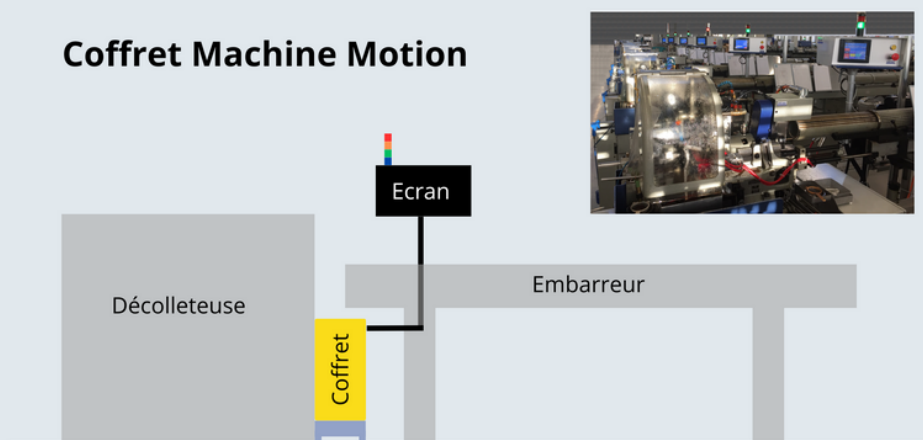 Coffret Machine Motion
Ecran
Embarreur
Décolleteuse
Coffret